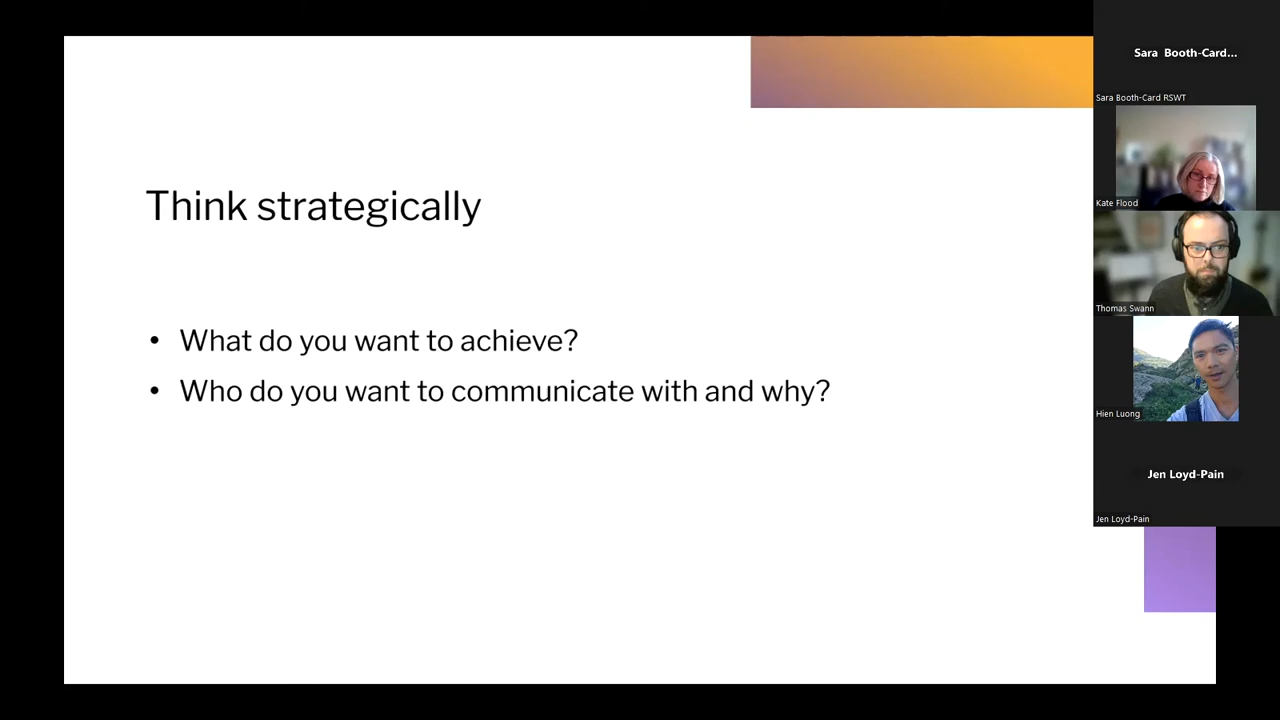 Think strategically
• What do you want to achieve?
• Who do you want to communicate with and why?
Sara Booth-Card...
Sara Booth-Card RSWT
Kate Flood
Thomas Swann
Hien Luong
Jen Loyd-Pain
Jen Loyd-Pain